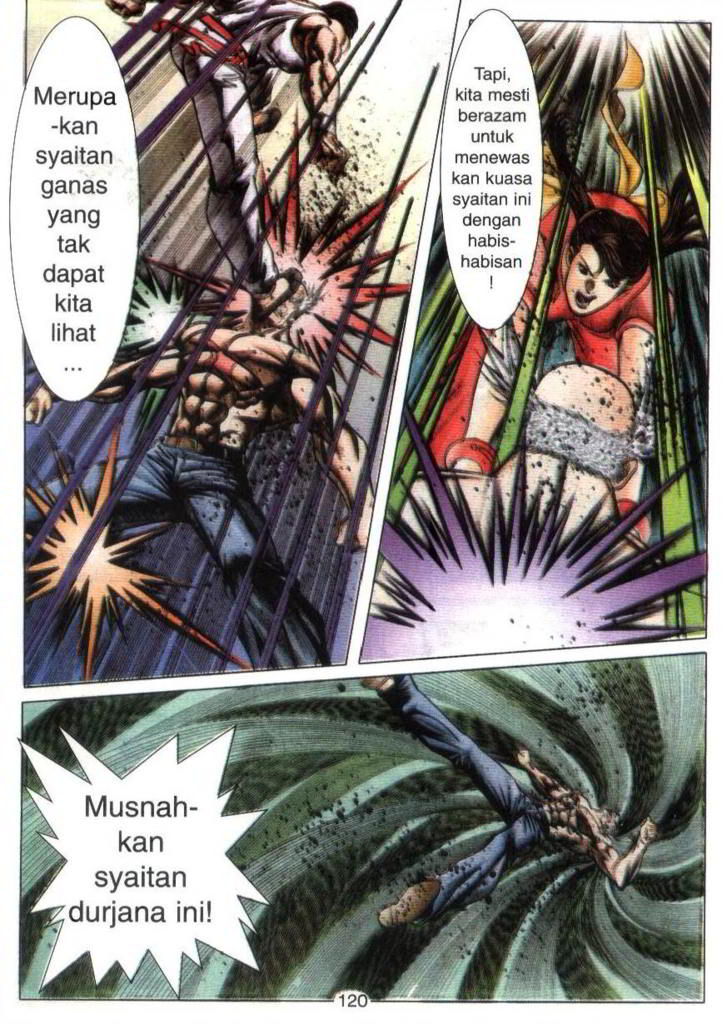 Merupa
-kan
syaitan
ganas
yang
tak
dapat
kita
lihat
...
Tapi,
kita mesti
berazam
untuk
menewas
kan kuasa
syaitan ini
dengan
habis-
habisan
!
Musnah-
kan
syaitan
durjana ini!
120